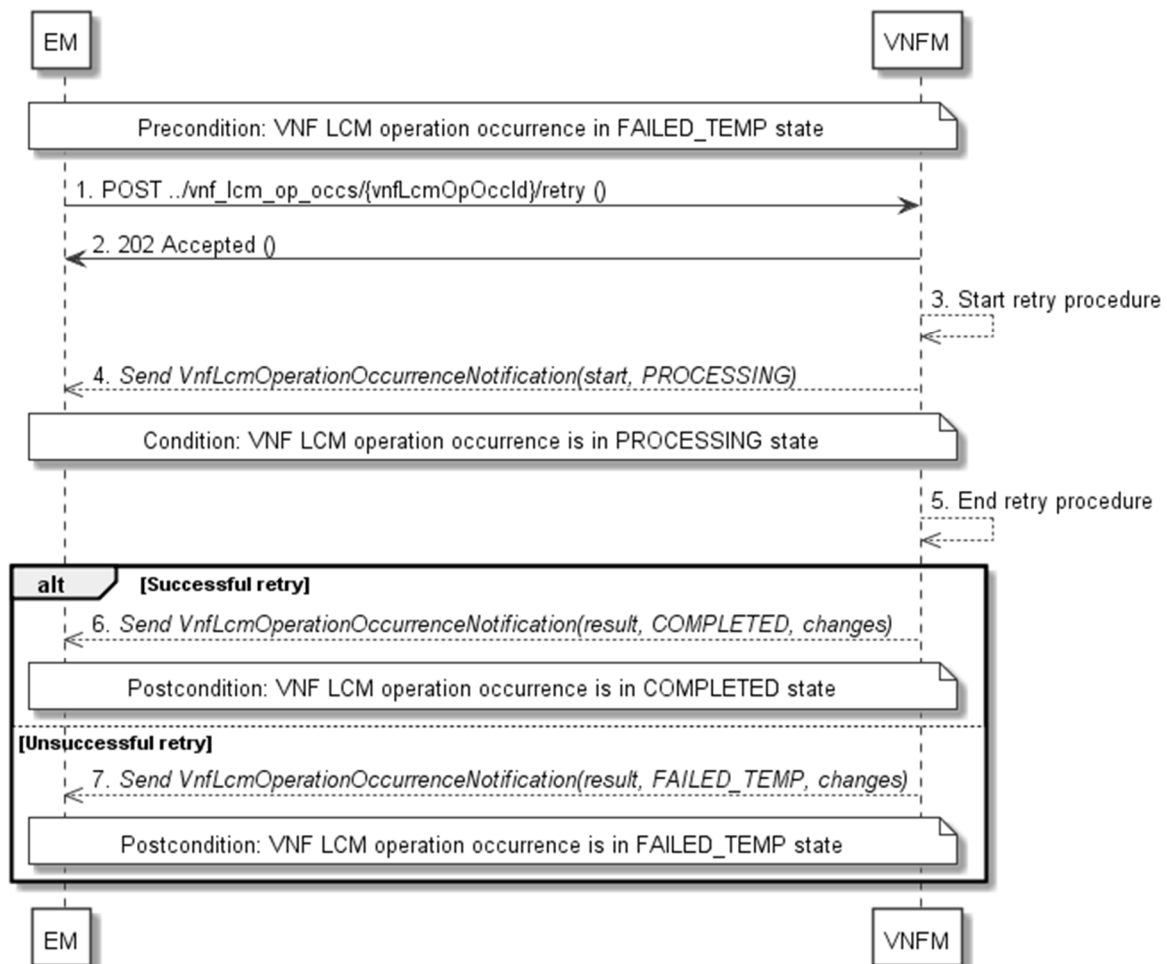 EM
VNFM
Precondition: VNF LCM operation occurrence in FAILED_TEMP state
1. POST ../vnf_lcm_op_occs/{vnfLcmOpOccId}/retry ()
2. 202 Accepted ()
3. Start retry procedure
4. Send VnfLcmOperationOccurrenceNotification(start, PROCESSING)
Condition: VNF LCM operation occurrence is in PROCESSING state
5. End retry procedure
alt
[Successful retry]
6. Send VnfLcmOperationOccurrenceNotification(result, COMPLETED, changes)
Postcondition: VNF LCM operation occurrence is in COMPLETED state
[Unsuccessful retry]
7. Send VnfLcmOperationOccurrenceNotification(result, FAILED_TEMP, changes)
Postcondition: VNF LCM operation occurrence is in FAILED_TEMP state
EM
VNFM